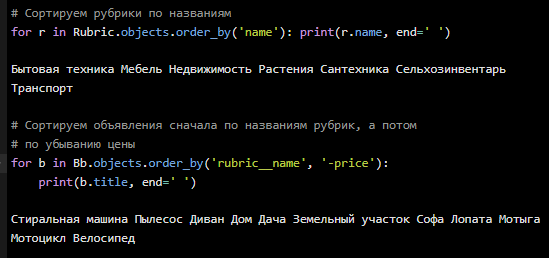 # Сортируем рубрики по названиям
for r in Rubric.objects.order_by('name'): print(r.name, end=' ')
Бытовая техника Мебель Недвижимость Растения Сантехника Сельхозинвентарь
Транспорт
# Сортируем объявления сначала по названиям рубрик, а потом
# по убыванию цены
for b in Bb.objects.order_by('rubric__name', '-price'):
    print(b.title, end=' ')
Стиральная машина Пылесос Диван Дом Дача Земельный участок Софа Лопата Мотыга
Мотоцикл Велосипед